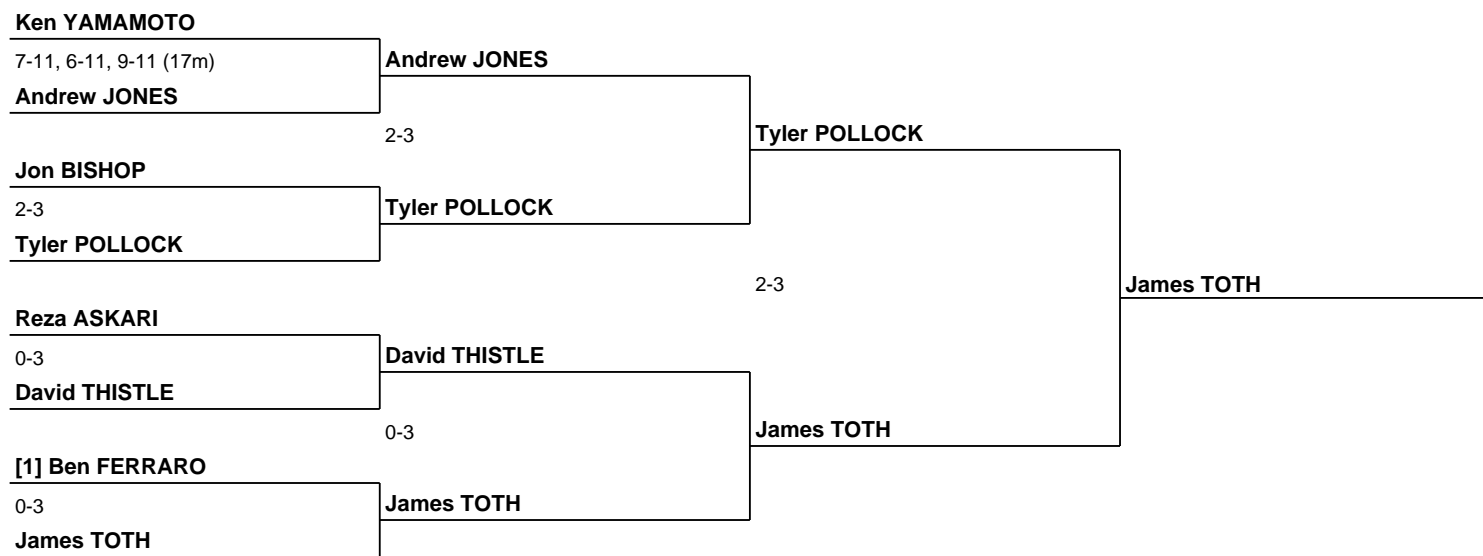 Ken YAMAMOTO
7-11, 6-11, 9-11 (17m)
Andrew JONES
Andrew JONES
2-3
Tyler POLLOCK
Jon BISHOP
2-3
Tyler POLLOCK
Tyler POLLOCK
2-3
James TOTH
Reza ASKARI
0-3
David THISTLE
David THISTLE
0-3
James TOTH
[1] Ben FERRARO
0-3
James TOTH
James TOTH